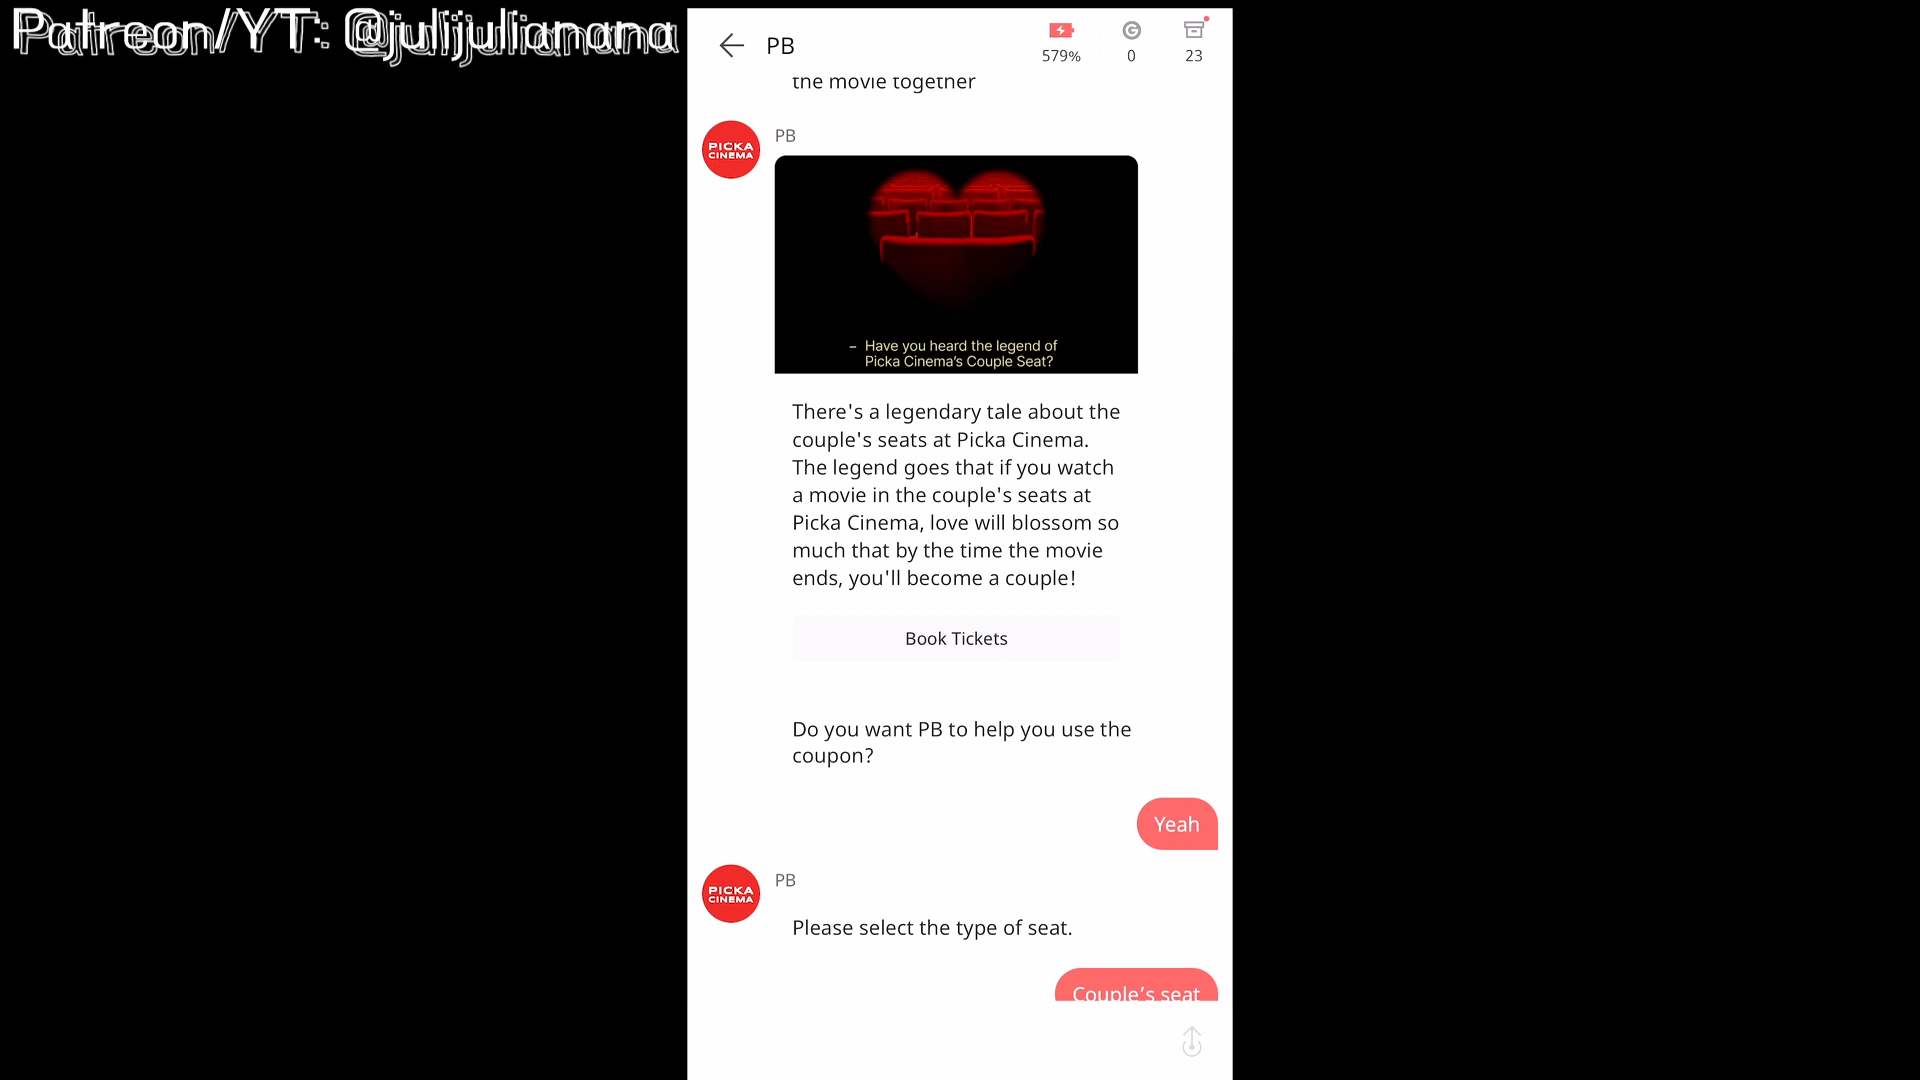 Patreon/YT: @julijulianana
PB
579%
0
23
the movie together
PICKA
CINEMA
PB
– Have you heard the legend of
Picka Cinema's Couple Seat?
There's a legendary tale about the
couple's seats at Picka Cinema.
The legend goes that if you watch
a movie in the couple's seats at
Picka Cinema, love will blossom so
much that by the time the movie
ends, you'll become a couple!
Book Tickets
Do you want PB to help you use the
coupon?
Yeah
PICKA
CINEMA
PB
Please select the type of seat.
Couple’s seat